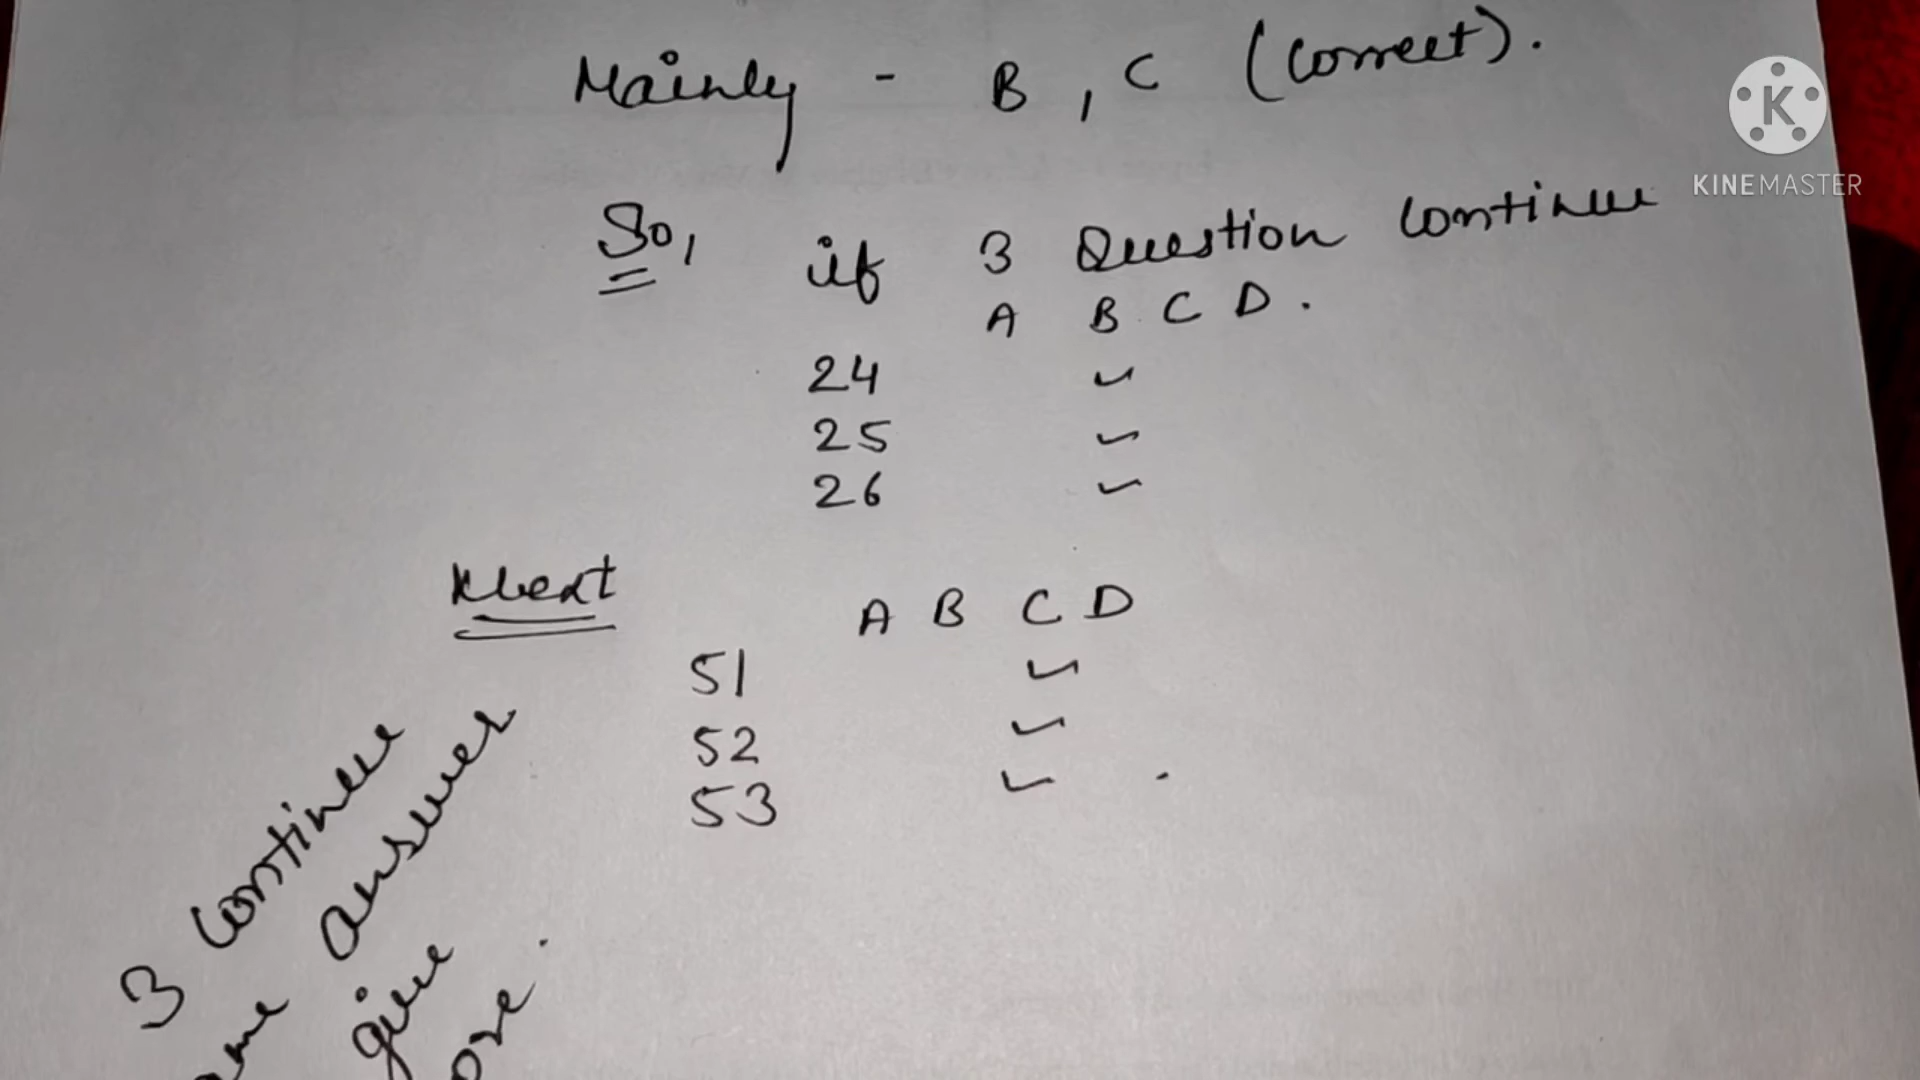 Mainly - B, C (Correct).
So, if 3 Question Continue
A B C D.
24 ✓
25 ✓
26 ✓
Next
A B C D
51 ✓
52 ✓
53 ✓ .
3 Continue
answer
give
K
KINEMASTER